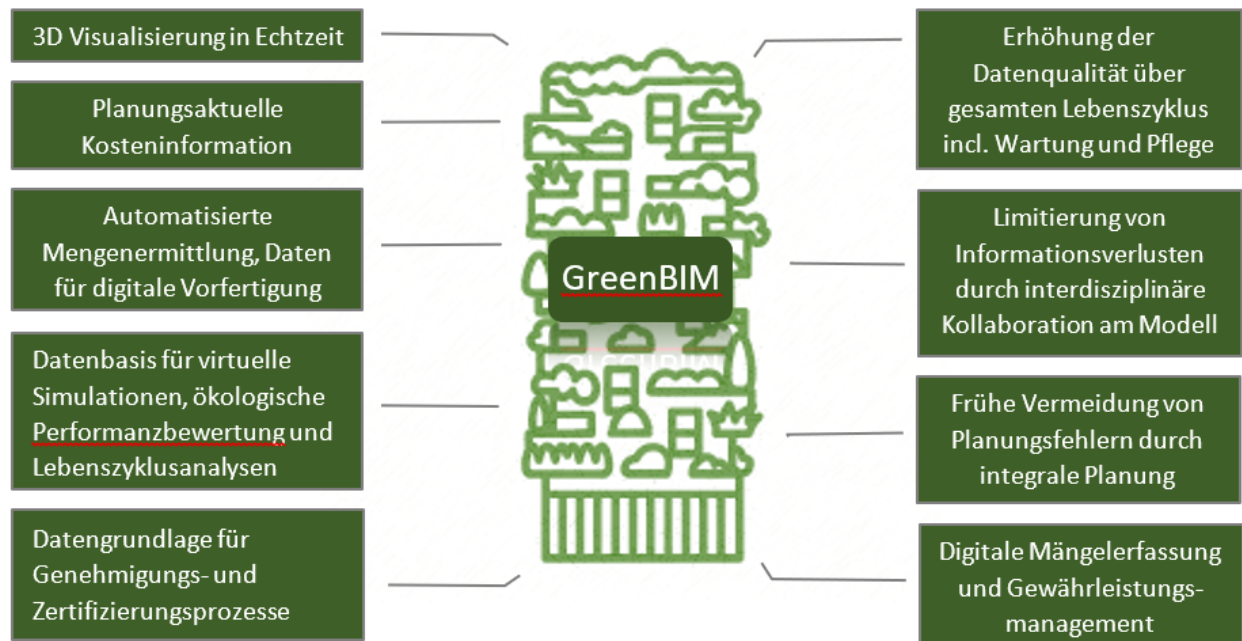 3D Visualisierung in Echtzeit
Planungsaktuelle
Kosteninformation
Automatisierte
Mengenermittlung, Daten
für digitale Vorfertigung
Datenbasis für virtuelle
Simulationen, ökologische
Performanzbewertung und
Lebenszyklusanalysen
Datengrundlage für
Genehmigungs- und
Zertifizierungsprozesse
GreenBIM
Erhöhung der
Datenqualität über
gesamten Lebenszyklus
incl. Wartung und Pflege
Limitierung von
Informationsverlusten
durch interdisziplinäre
Kollaboration am Modell
Frühe Vermeidung von
Planungsfehlern durch
integrale Planung
Digitale Mängelerfassung
und Gewährleistungs-
management